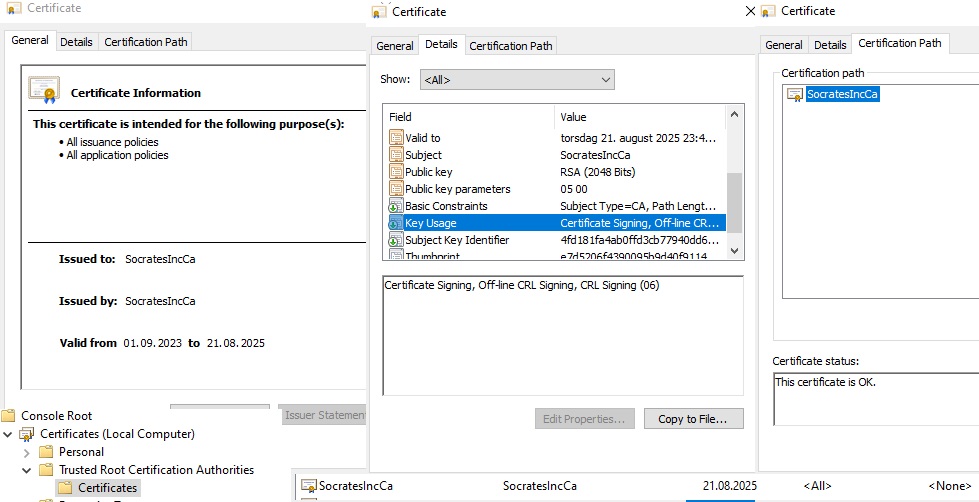 Certificate
General Details Certification Path
Certificate Information
This certificate is intended for the following purpose(s):
• All issuance policies
• All application policies
Issued to: SocratesIncCa
Issued by: SocratesIncCa
Valid from 01.09.2023 to 21.08.2025
Issuer Statement
Console Root
Certificates (Local Computer)
Personal
Trusted Root Certification Authorities
Certificates
Certificate
General Details Certification Path
Show: <All>
Field Value
Valid to torsdag 21. august 2025 23:4...
Subject SocratesIncCa
Public key RSA (2048 Bits)
Public key parameters 05 00
Basic Constraints Subject Type=CA, Path Lengt...
Key Usage Certificate Signing, Off-line CR...
Subject Key Identifier 4fd181fa4ab0ffd3cb77940dd6...
Thumbprint e7d5206f4390095b9d40f9114...
Certificate Signing, Off-line CRL Signing, CRL Signing (06)
Edit Properties... Copy to File...
Certificate
General Details Certification Path
Certification path
SocratesIncCa
Certificate status:
This certificate is OK.
SocratesIncCa SocratesIncCa 21.08.2025 <All> <None>